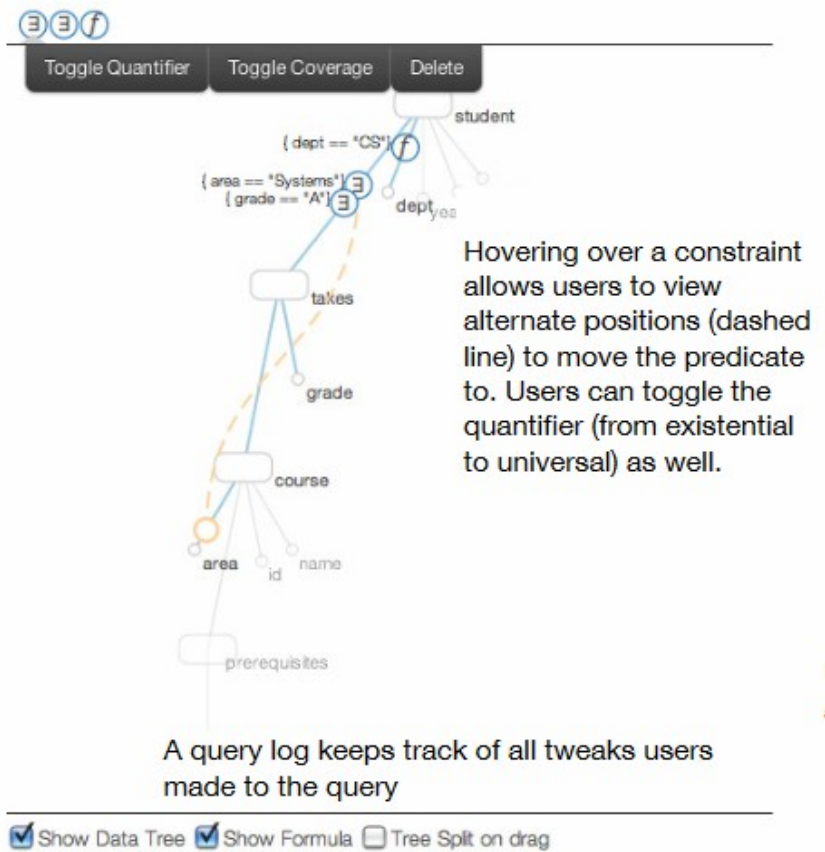 ∃ ∃ f
Toggle Quantifier Toggle Coverage Delete
student
{ dept == "CS"} f
{ area == "Systems"} ∃
{ grade == "A"} ∃
dept
yea
Hovering over a constraint
allows users to view
alternate positions (dashed
line) to move the predicate
to. Users can toggle the
quantifier (from existential
to universal) as well.
takes
grade
course
area
id
name
prerequisites
A query log keeps track of all tweaks users
made to the query
Show Data Tree Show Formula Tree Split on drag